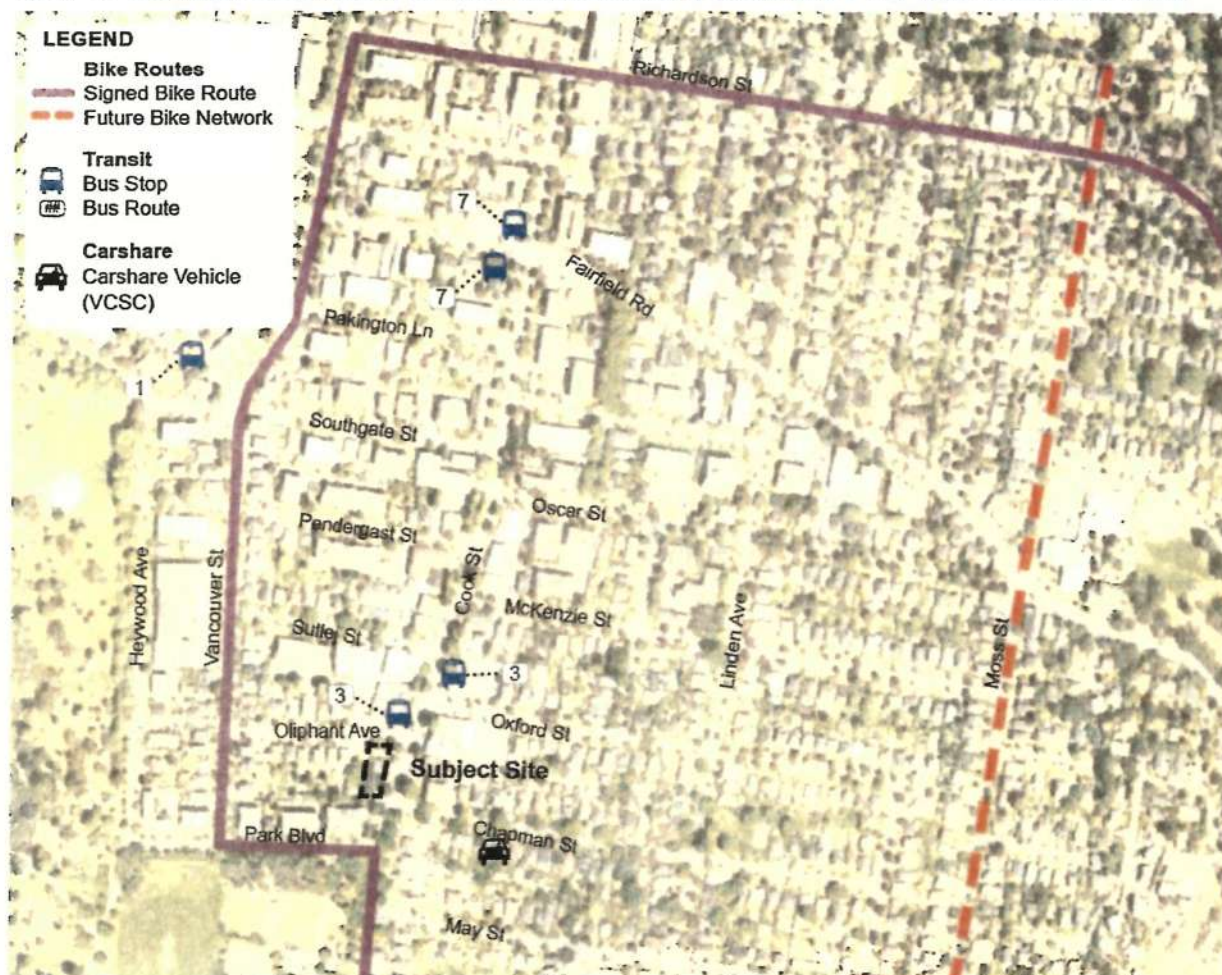 LEGEND
Bike Routes
Signed Bike Route
Future Bike Network
Transit
Bus Stop
##
Bus Route
Carshare
Carshare Vehicle
(VCSC)
Richardson St
7
Fairfield Rd
7
Pakington Ln
1
Southgate St
Oscar St
Pendergast St
Heywood Ave
Vancouver St
Cook St
McKenzie St
Linden Ave
Moss St
Sutlej St
3
3
Oxford St
Oliphant Ave
Subject Site
Park Blvd
Chapman St
May St